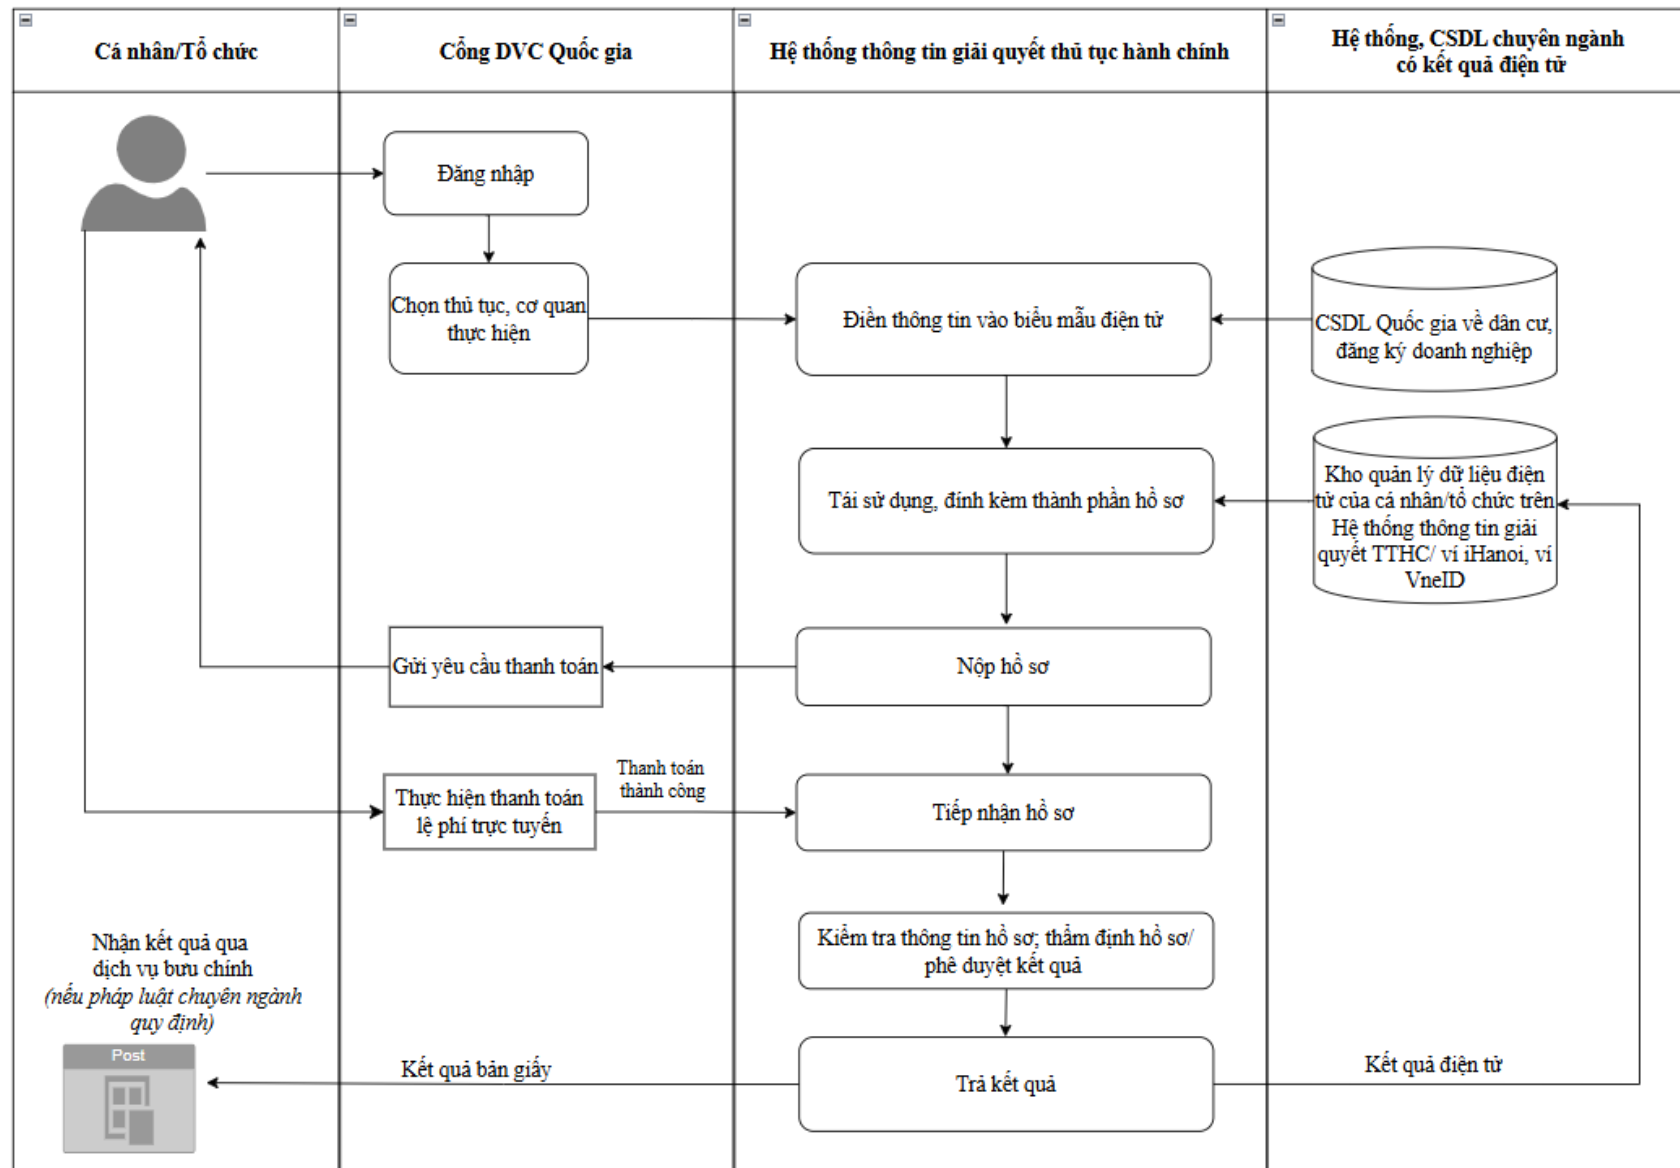 Cá nhân/Tổ chức
Cổng DVC Quốc gia
Hệ thống thông tin giải quyết thủ tục hành chính
Hệ thống, CSDL chuyên ngành
có kết quả điện tử
Đăng nhập
Chọn thủ tục, cơ quan
thực hiện
Điền thông tin vào biểu mẫu điện tử
CSDL Quốc gia về dân cư,
đăng ký doanh nghiệp
Tái sử dụng, đính kèm thành phần hồ sơ
Kho quản lý dữ liệu điện
tử của cá nhân/tổ chức trên
Hệ thống thông tin giải
quyết TTHC/ ví iHanoi, ví
VneID
Gửi yêu cầu thanh toán
Nộp hồ sơ
Thực hiện thanh toán
lệ phí trực tuyến
Thanh toán
thành công
Tiếp nhận hồ sơ
Kiểm tra thông tin hồ sơ; thẩm định hồ sơ/
phê duyệt kết quả
Nhận kết quả qua
dịch vụ bưu chính
(nếu pháp luật chuyên ngành
quy định)
Post
Kết quả bản giấy
Trả kết quả
Kết quả điện tử